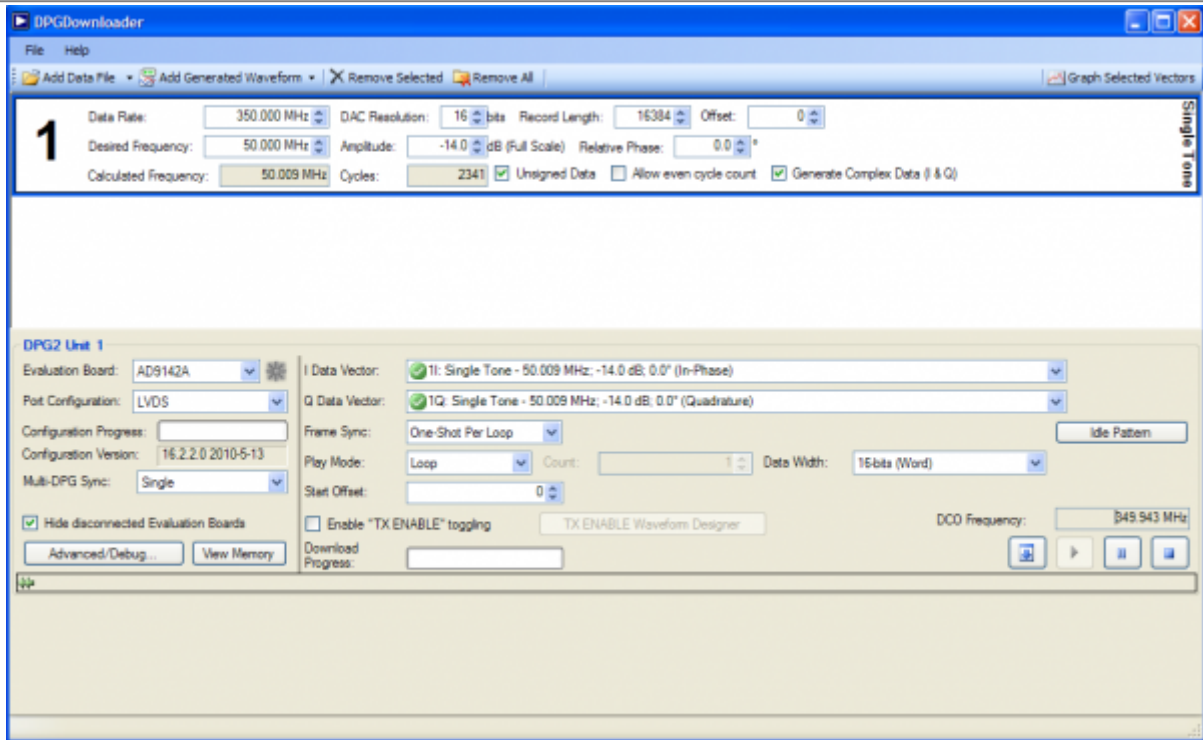 DPGDownloader
File Help
Add Data File Add Generated Waveform Remove Selected Remove All Graph Selected Vectors
1 Data Rate: 350.000 MHz DAC Resolution: 16 bits Record Length: 16384 Offset: 0
Desired Frequency: 50.000 MHz Amplitude: -14.0 dB (Full Scale) Relative Phase: 0.0 °
Calculated Frequency: 50.009 MHz Cycles: 2341 Unsigned Data Allow even cycle count Generate Complex Data (I & Q)
Single Tone
DPG2 Unit 1
Evaluation Board: AD9142A
Port Configuration: LVDS
Configuration Progress:
Configuration Version: 16.2.2.0 2010-5-13
Multi-DPG Sync: Single
Hide disconnected Evaluation Boards
Advanced/Debug... View Memory
I Data Vector: 1I: Single Tone - 50.009 MHz; -14.0 dB; 0.0° (In-Phase)
Q Data Vector: 1Q: Single Tone - 50.009 MHz; -14.0 dB; 0.0° (Quadrature)
Frame Sync: One-Shot Per Loop Idle Pattern
Play Mode: Loop Count: 1 Data Width: 16-bits (Word)
Start Offset: 0
Enable "TX ENABLE" toggling TX ENABLE Waveform Designer DCO Frequency: 349.943 MHz
Download Progress: